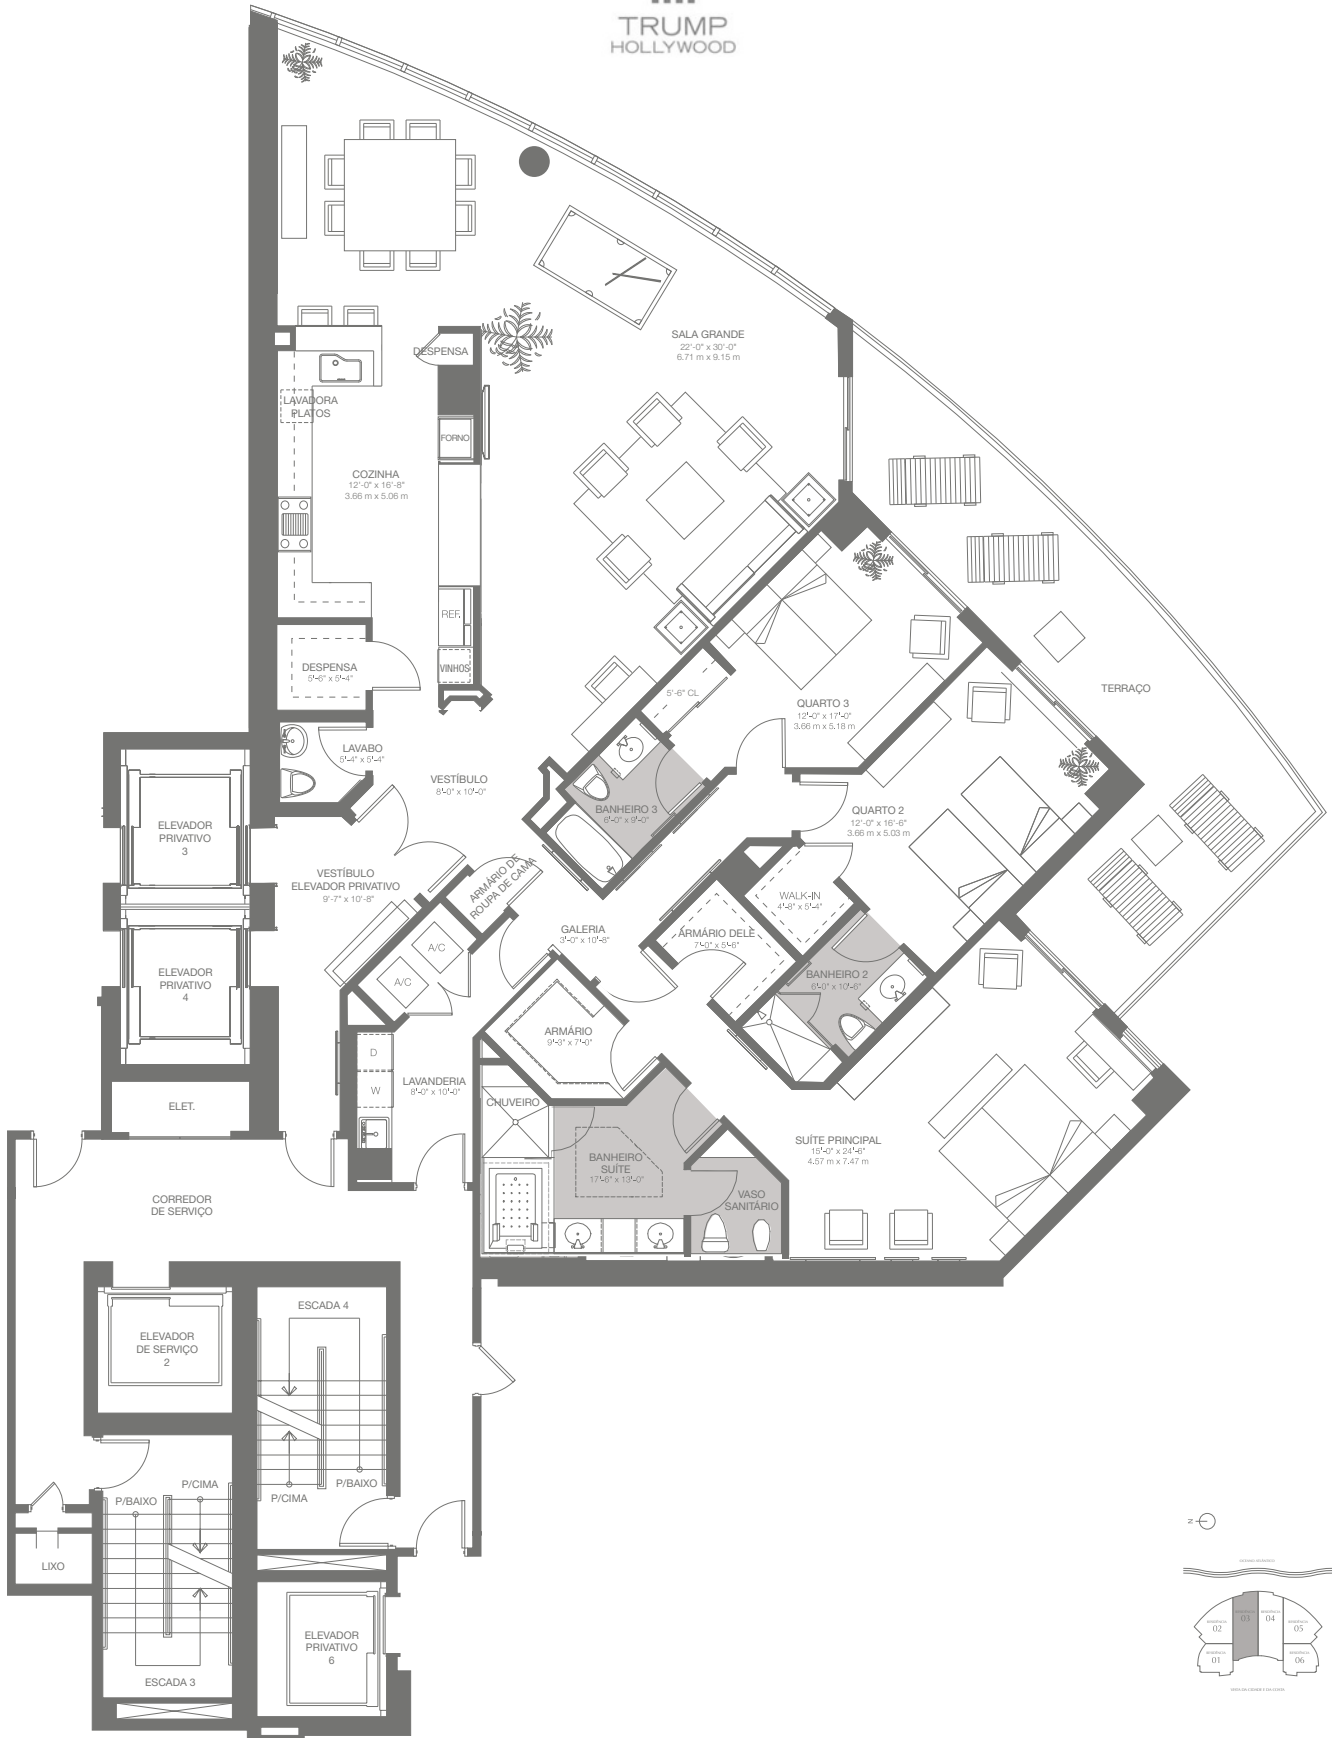 TRUMP
HOLLYWOOD
SALA GRANDE
22'-0" x 30'-0"
6.71 m x 9.15 m
DESPENSA
LAVADORA
PLATOS
FORNO
COZINHA
12'-0" x 16'-8"
3.66 m x 5.06 m
REF.
VINHOS
DESPENSA
5'-6" x 5'-4"
TERRAÇO
5'-6" CL
QUARTO 3
12'-0" x 17'-0"
3.66 m x 5.18 m
LAVABO
5'-4" x 5'-4"
VESTÍBULO
8'-0" x 10'-0"
BANHEIRO 3
6'-0" x 9'-0"
QUARTO 2
12'-0" x 16'-6"
3.66 m x 5.03 m
ELEVADOR
PRIVATIVO
3
VESTÍBULO
ELEVADOR PRIVATIVO
9'-7" x 10'-8"
ARMÁRIO DE
ROUPA DE CAMA
WALK-IN
4'-8" x 5'-4"
GALERIA
3'-0" x 10'-8"
ARMÁRIO DELE
7'-0" x 5'-6"
A/C
A/C
ELEVADOR
PRIVATIVO
4
BANHEIRO 2
6'-0" x 10'-6"
ARMÁRIO
9'-3" x 7'-0"
D
W
LAVANDERIA
8'-0" x 10'-0"
ELET.
CHUVEIRO
SUÍTE PRINCIPAL
15'-0" x 24'-6"
4.57 m x 7.47 m
BANHEIRO
SUÍTE
17'-6" x 13'-0"
VASO
SANITÁRIO
CORREDOR
DE SERVIÇO
ESCADA 4
ELEVADOR
DE SERVIÇO
2
P/CIMA
P/BAIXO
P/BAIXO
P/CIMA
LIXO
ELEVADOR
PRIVATIVO
6
ESCADA 3
N
02
03
04
05
01
06